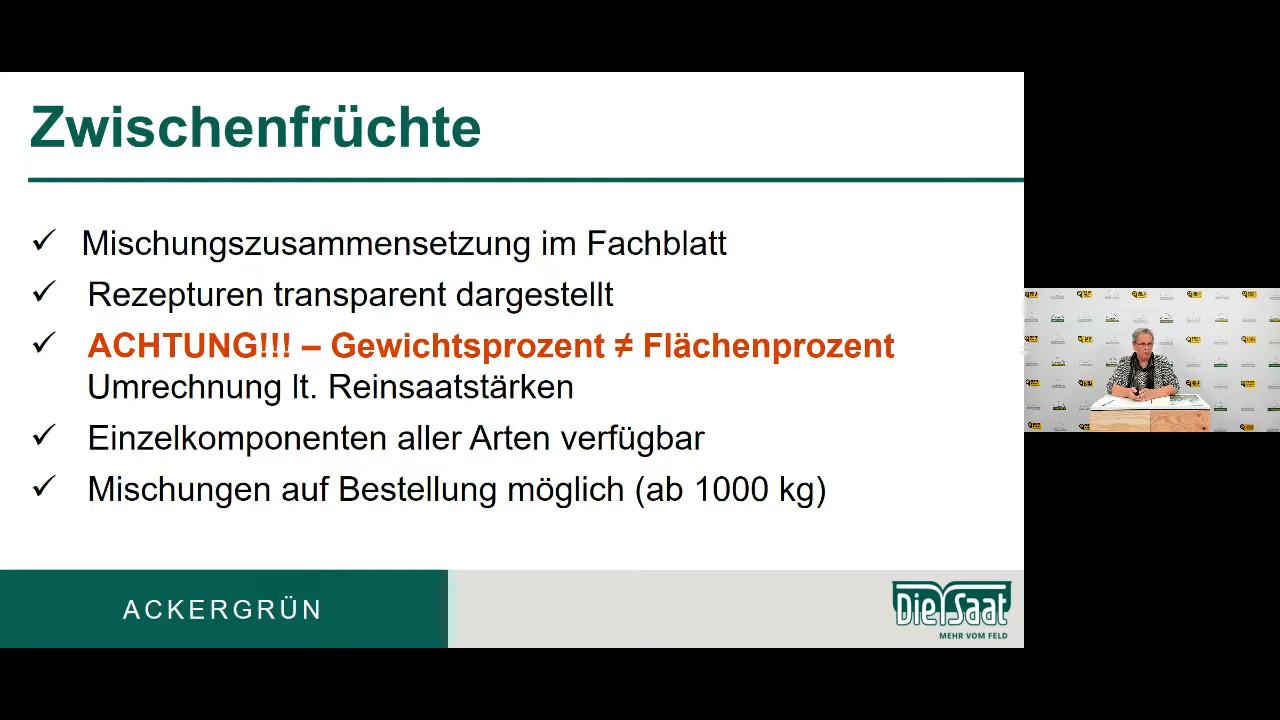 Zwischenfrüchte
✓ Mischungszusammensetzung im Fachblatt
✓ Rezepturen transparent dargestellt
✓ ACHTUNG!!! – Gewichtsprozent ≠ Flächenprozent
Umrechnung lt. Reinsaatstärken
✓ Einzelkomponenten aller Arten verfügbar
✓ Mischungen auf Bestellung möglich (ab 1000 kg)
ACKERGRÜN
Die Saat
MEHR VOM FELD